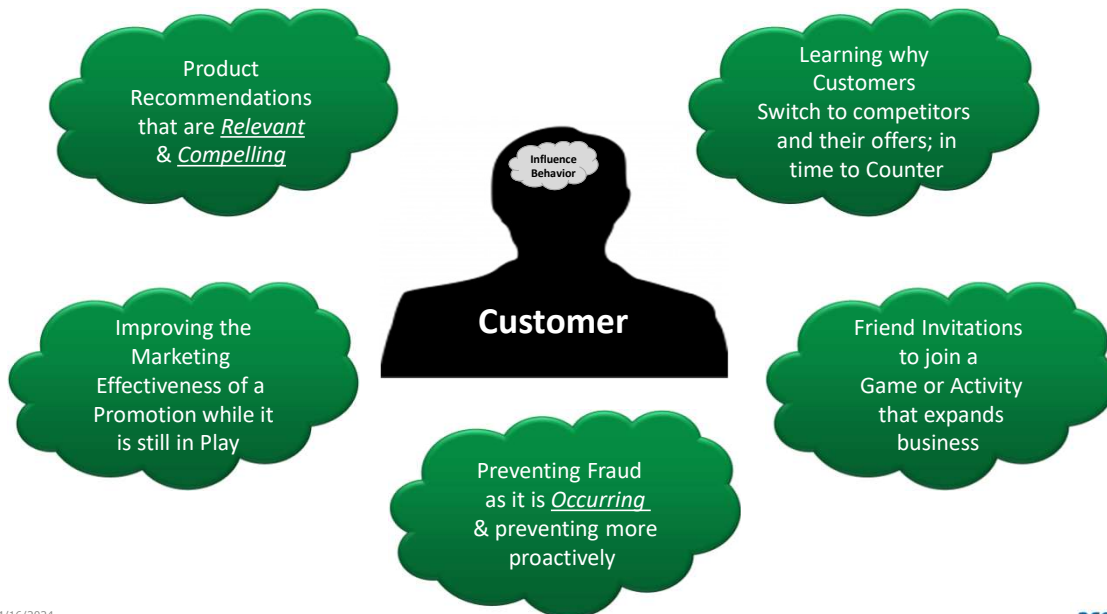 Product
Recommendations
that are Relevant
& Compelling
Learning why
Customers
Switch to competitors
and their offers; in
time to Counter
Influence
Behavior
Customer
Improving the
Marketing
Effectiveness of a
Promotion while it
is still in Play
Friend Invitations
to join a
Game or Activity
that expands
business
Preventing Fraud
as it is Occurring
& preventing more
proactively